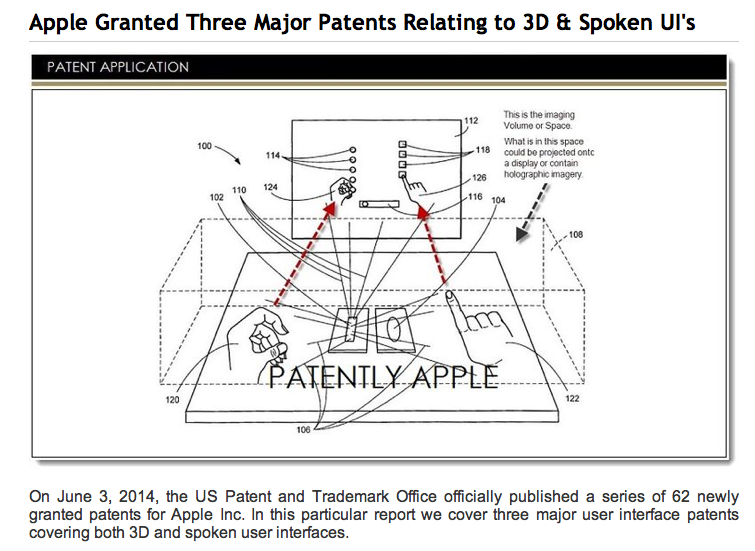 Apple Granted Three Major Patents Relating to 3D & Spoken UI's
PATENT APPLICATION
This is the imaging
Volume or Space.
What is in this space
could be projected onto
a display or contain
holographic imagery.
112
100
114
118
124
126
116
102
110
104
108
120
PATENTLY APPLE
122
106
On June 3, 2014, the US Patent and Trademark Office officially published a series of 62 newly
granted patents for Apple Inc. In this particular report we cover three major user interface patents
covering both 3D and spoken user interfaces.